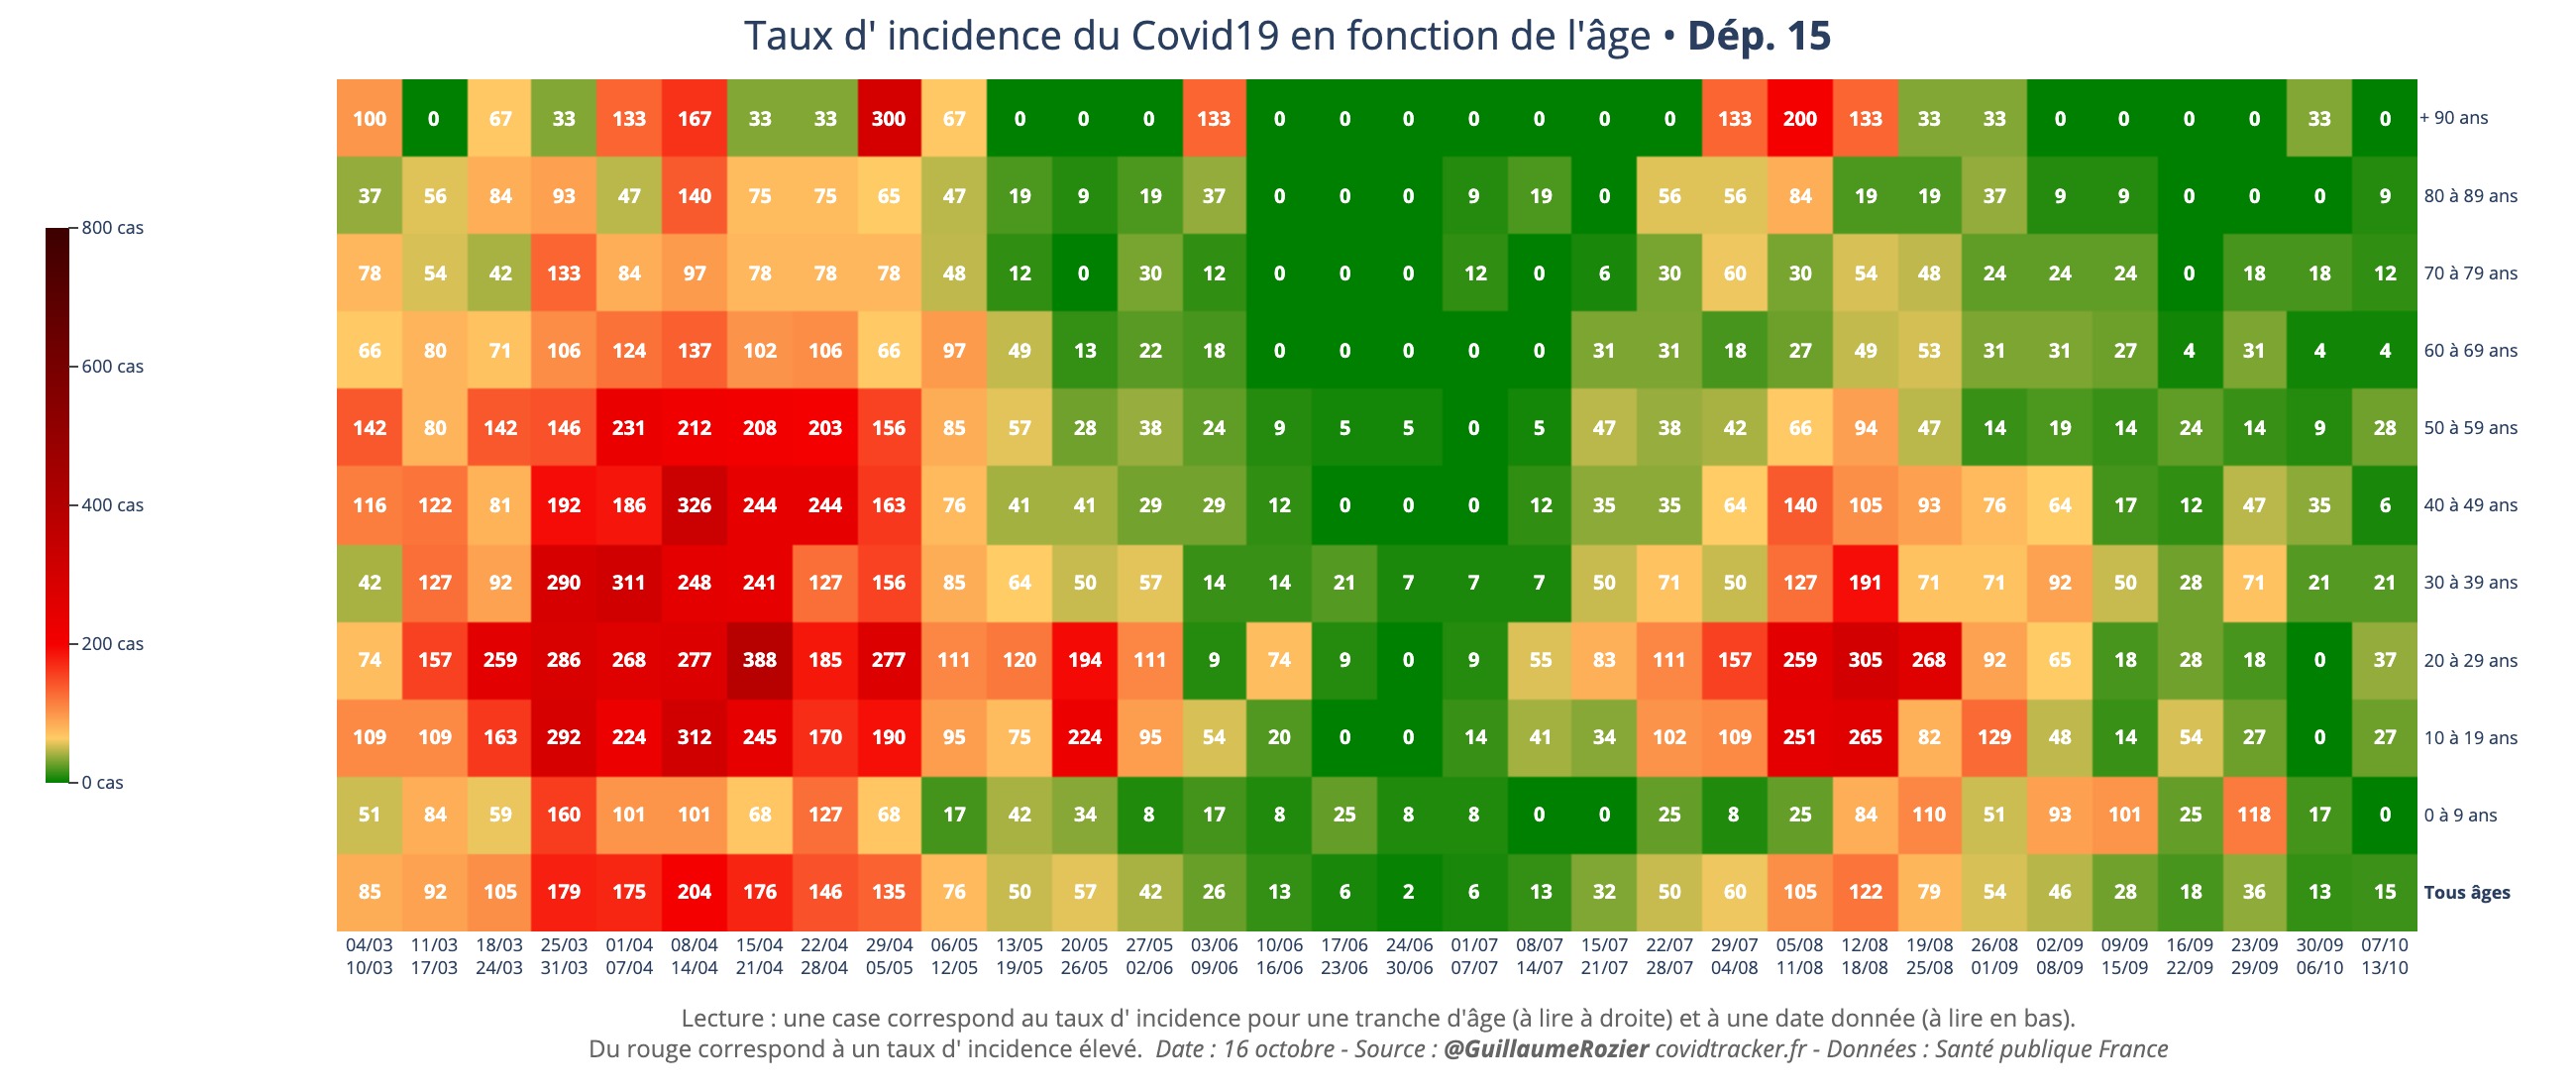 Taux d' incidence du Covid19 en fonction de l'âge • Dép. 15
800 cas
600 cas
400 cas
200 cas
0 cas
100 0 67 33 133 167 33 33 300 67 0 0 0 133 0 0 0 0 0 0 0 133 200 133 33 33 0 0 0 0 33 0 + 90 ans
37 56 84 93 47 140 75 75 65 47 19 9 19 37 0 0 0 9 19 0 56 56 84 19 19 37 9 9 0 0 0 9 80 à 89 ans
78 54 42 133 84 97 78 78 78 48 12 0 30 12 0 0 0 12 0 6 30 60 30 54 48 24 24 24 0 18 18 12 70 à 79 ans
66 80 71 106 124 137 102 106 66 97 49 13 22 18 0 0 0 0 0 31 31 18 27 49 53 31 31 27 4 31 4 4 60 à 69 ans
142 80 142 146 231 212 208 203 156 85 57 28 38 24 9 5 5 0 5 47 38 42 66 94 47 14 19 14 24 14 9 28 50 à 59 ans
116 122 81 192 186 326 244 244 163 76 41 41 29 29 12 0 0 0 12 35 35 64 140 105 93 76 64 17 12 47 35 6 40 à 49 ans
42 127 92 290 311 248 241 127 156 85 64 50 57 14 14 21 7 7 7 50 71 50 127 191 71 71 92 50 28 71 21 21 30 à 39 ans
74 157 259 286 268 277 388 185 277 111 120 194 111 9 74 9 0 9 55 83 111 157 259 305 268 92 65 18 28 18 0 37 20 à 29 ans
109 109 163 292 224 312 245 170 190 95 75 224 95 54 20 0 0 14 41 34 102 109 251 265 82 129 48 14 54 27 0 27 10 à 19 ans
51 84 59 160 101 101 68 127 68 17 42 34 8 17 8 25 8 8 0 0 25 8 25 84 110 51 93 101 25 118 17 0 0 à 9 ans
85 92 105 179 175 204 176 146 135 76 50 57 42 26 13 6 2 6 13 32 50 60 105 122 79 54 46 28 18 36 13 15 Tous âges
04/03 11/03 18/03 25/03 01/04 08/04 15/04 22/04 29/04 06/05 13/05 20/05 27/05 03/06 10/06 17/06 24/06 01/07 08/07 15/07 22/07 29/07 05/08 12/08 19/08 26/08 02/09 09/09 16/09 23/09 30/09 07/10
10/03 17/03 24/03 31/03 07/04 14/04 21/04 28/04 05/05 12/05 19/05 26/05 02/06 09/06 16/06 23/06 30/06 07/07 14/07 21/07 28/07 04/08 11/08 18/08 25/08 01/09 08/09 15/09 22/09 29/09 06/10 13/10
Lecture : une case correspond au taux d' incidence pour une tranche d'âge (à lire à droite) et à une date donnée (à lire en bas).
Du rouge correspond à un taux d' incidence élevé. Date : 16 octobre - Source : @GuillaumeRozier covidtracker.fr - Données : Santé publique France